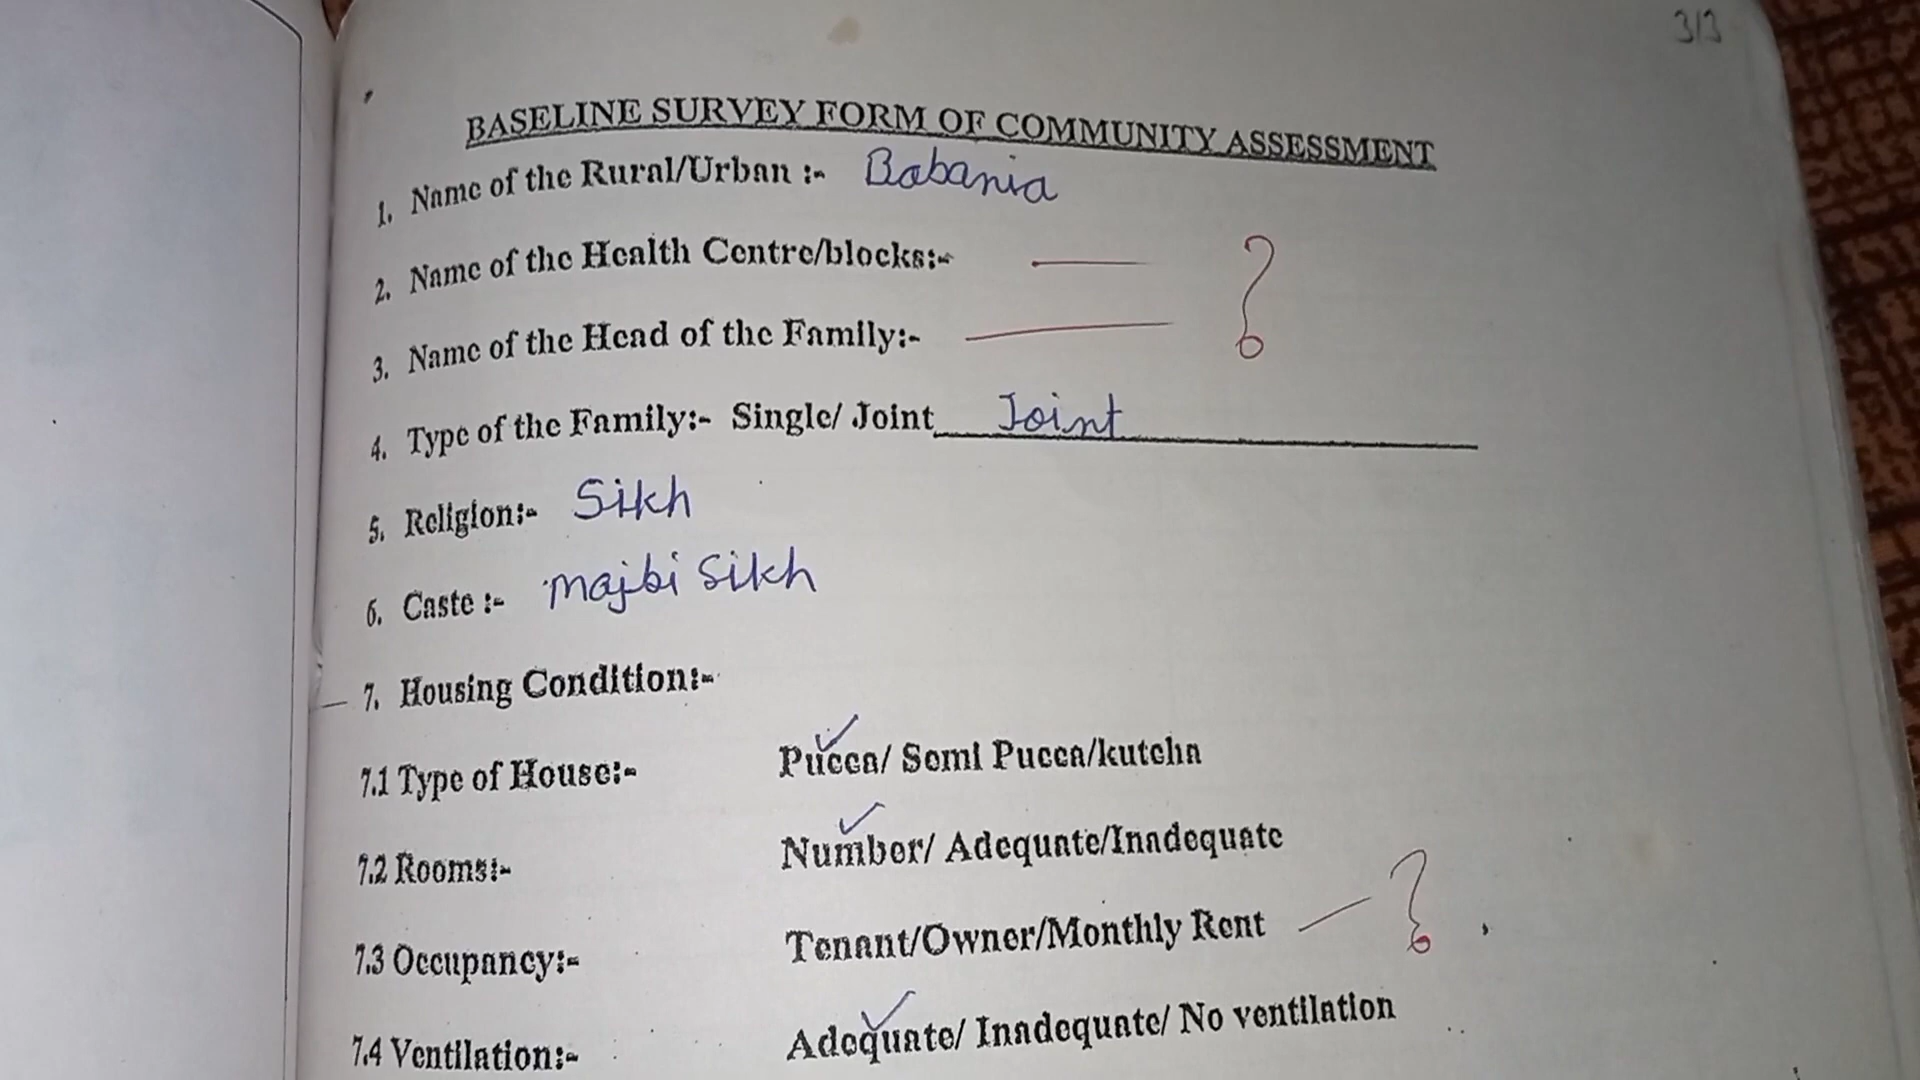 313
BASELINE SURVEY FORM OF COMMUNITY ASSESSMENT
1. Name of the Rural/Urban :- Babania
2. Name of the Health Centre/blocks:- — ?
3. Name of the Head of the Family:- —
4. Type of the Family:- Single/ Joint Joint
5. Religion:- Sikh
6. Caste :- majbi Sikh
7. Housing Condition:-
7.1 Type of House:- Pucca/ Semi Pucca/kutcha
7.2 Rooms:- Number/ Adequate/Inadequate
7.3 Occupancy:- Tenant/Owner/Monthly Rent — ?
7.4 Ventilation:- Adequate/ Inadequate/ No ventilation